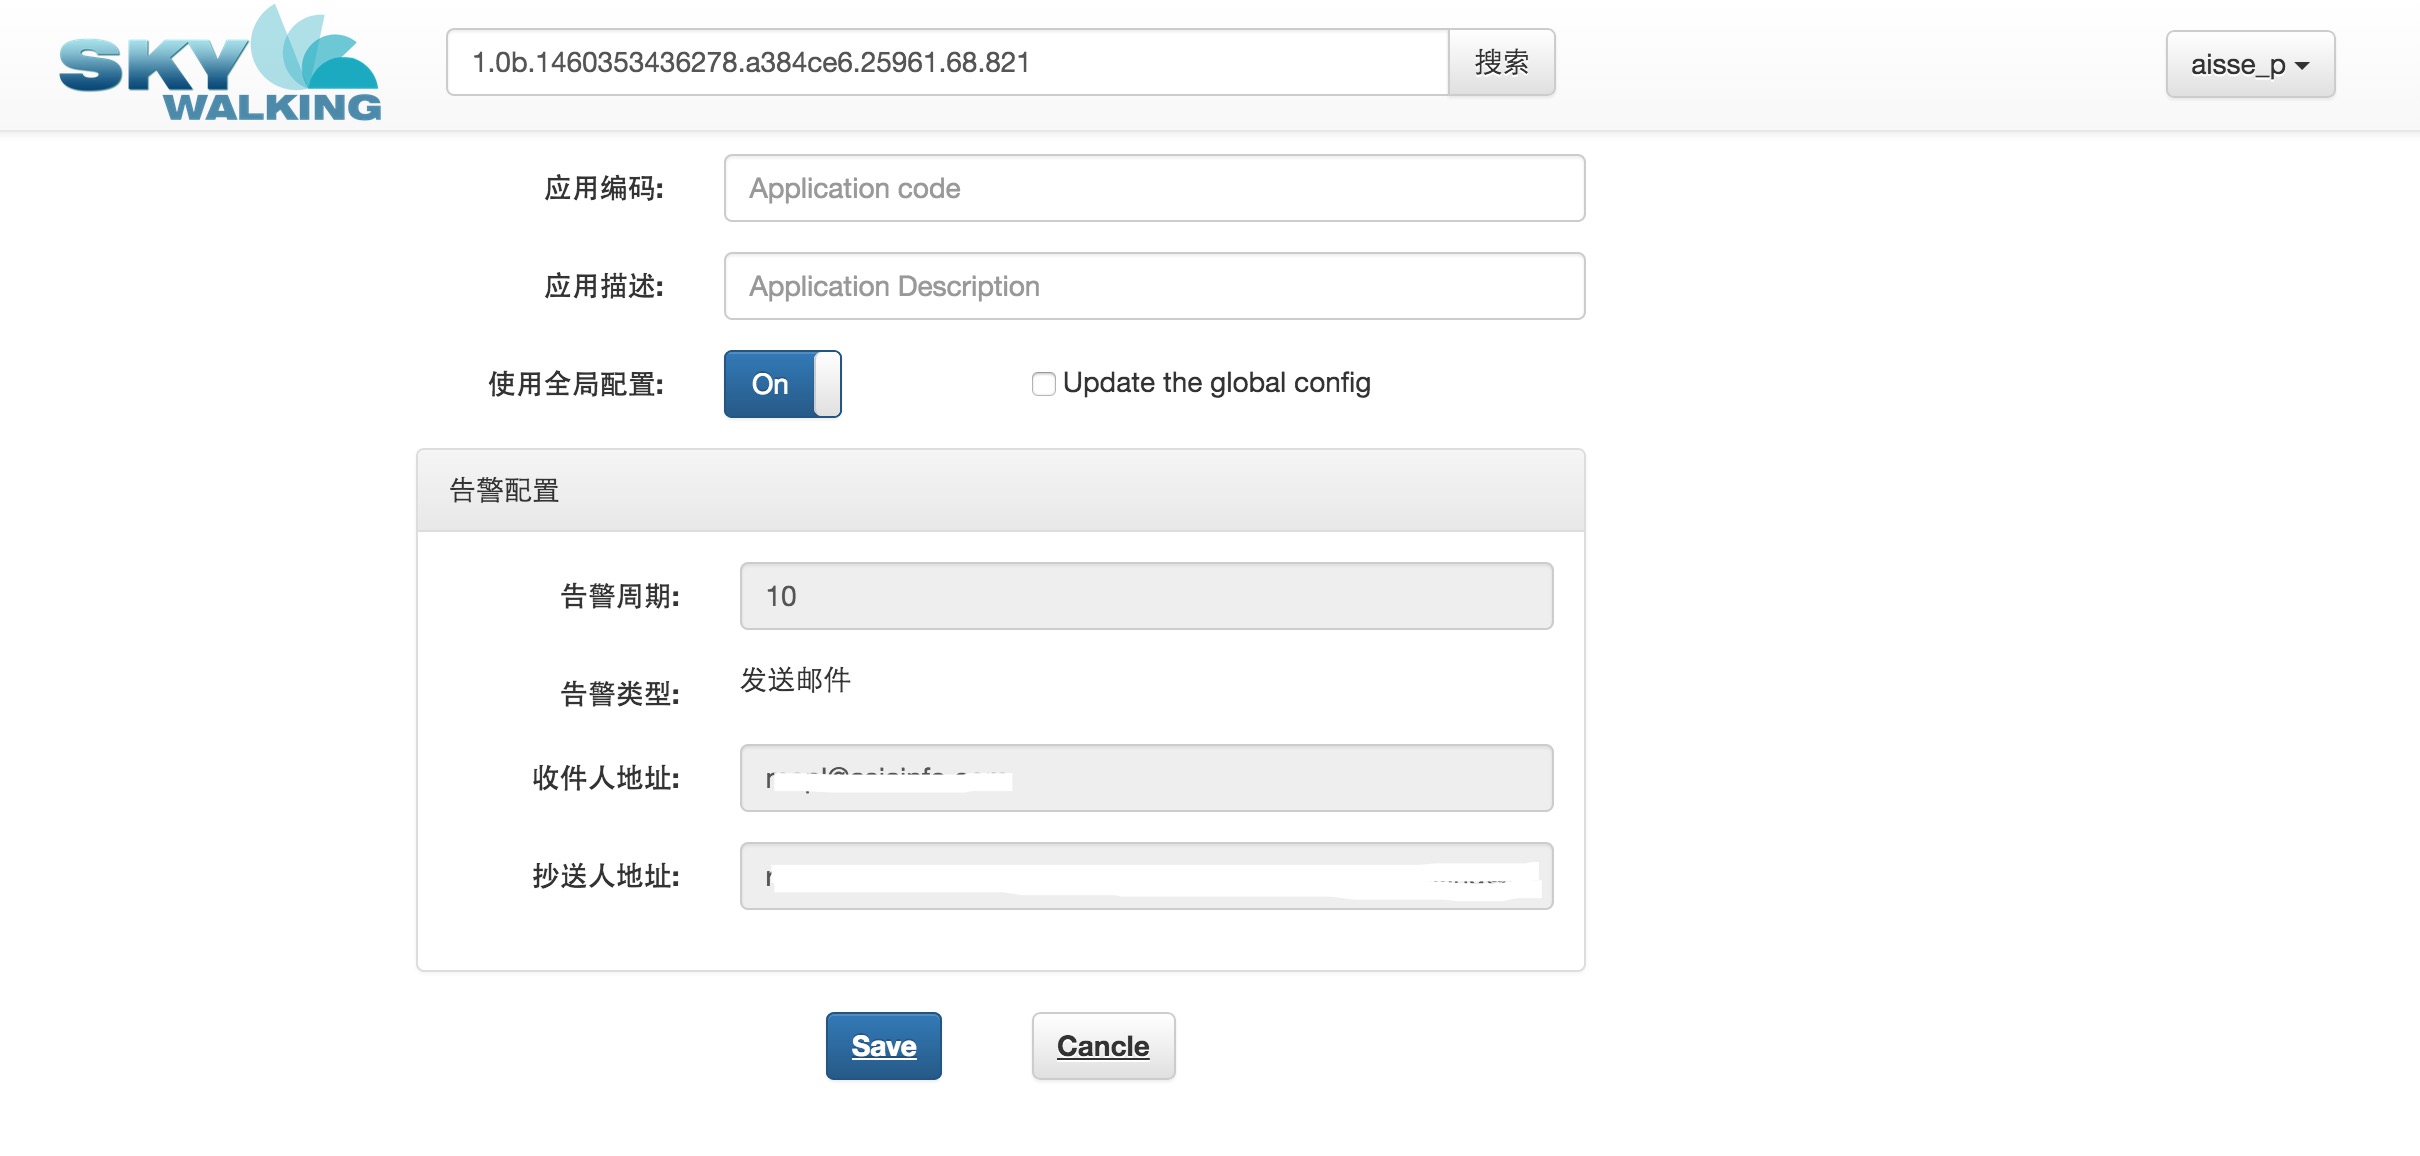 SKY
WALKING
1.0b.1460353436278.a384ce6.25961.68.821
搜索
aisse_p
应用编码:
Application code
应用描述:
Application Description
使用全局配置:
On
Update the global config
告警配置
告警周期:
10
告警类型:
发送邮件
收件人地址:
抄送人地址:
Save
Cancle